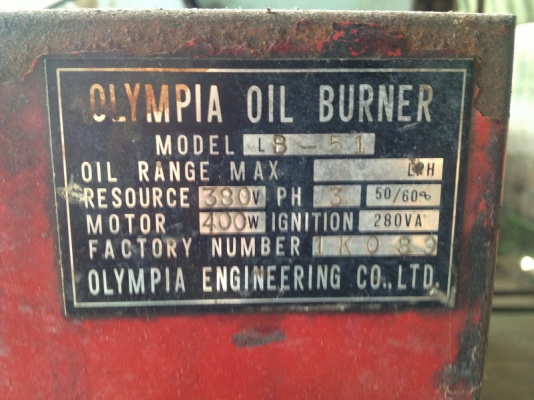 OLYMPIA OIL BURNER
MODEL LB-51
OIL RANGE MAX LPH
RESOURCE 380V PH 3 50/60∞
MOTOR 400W IGNITION 280VA
FACTORY NUMBER 1K089
OLYMPIA ENGINEERING CO.,LTD.